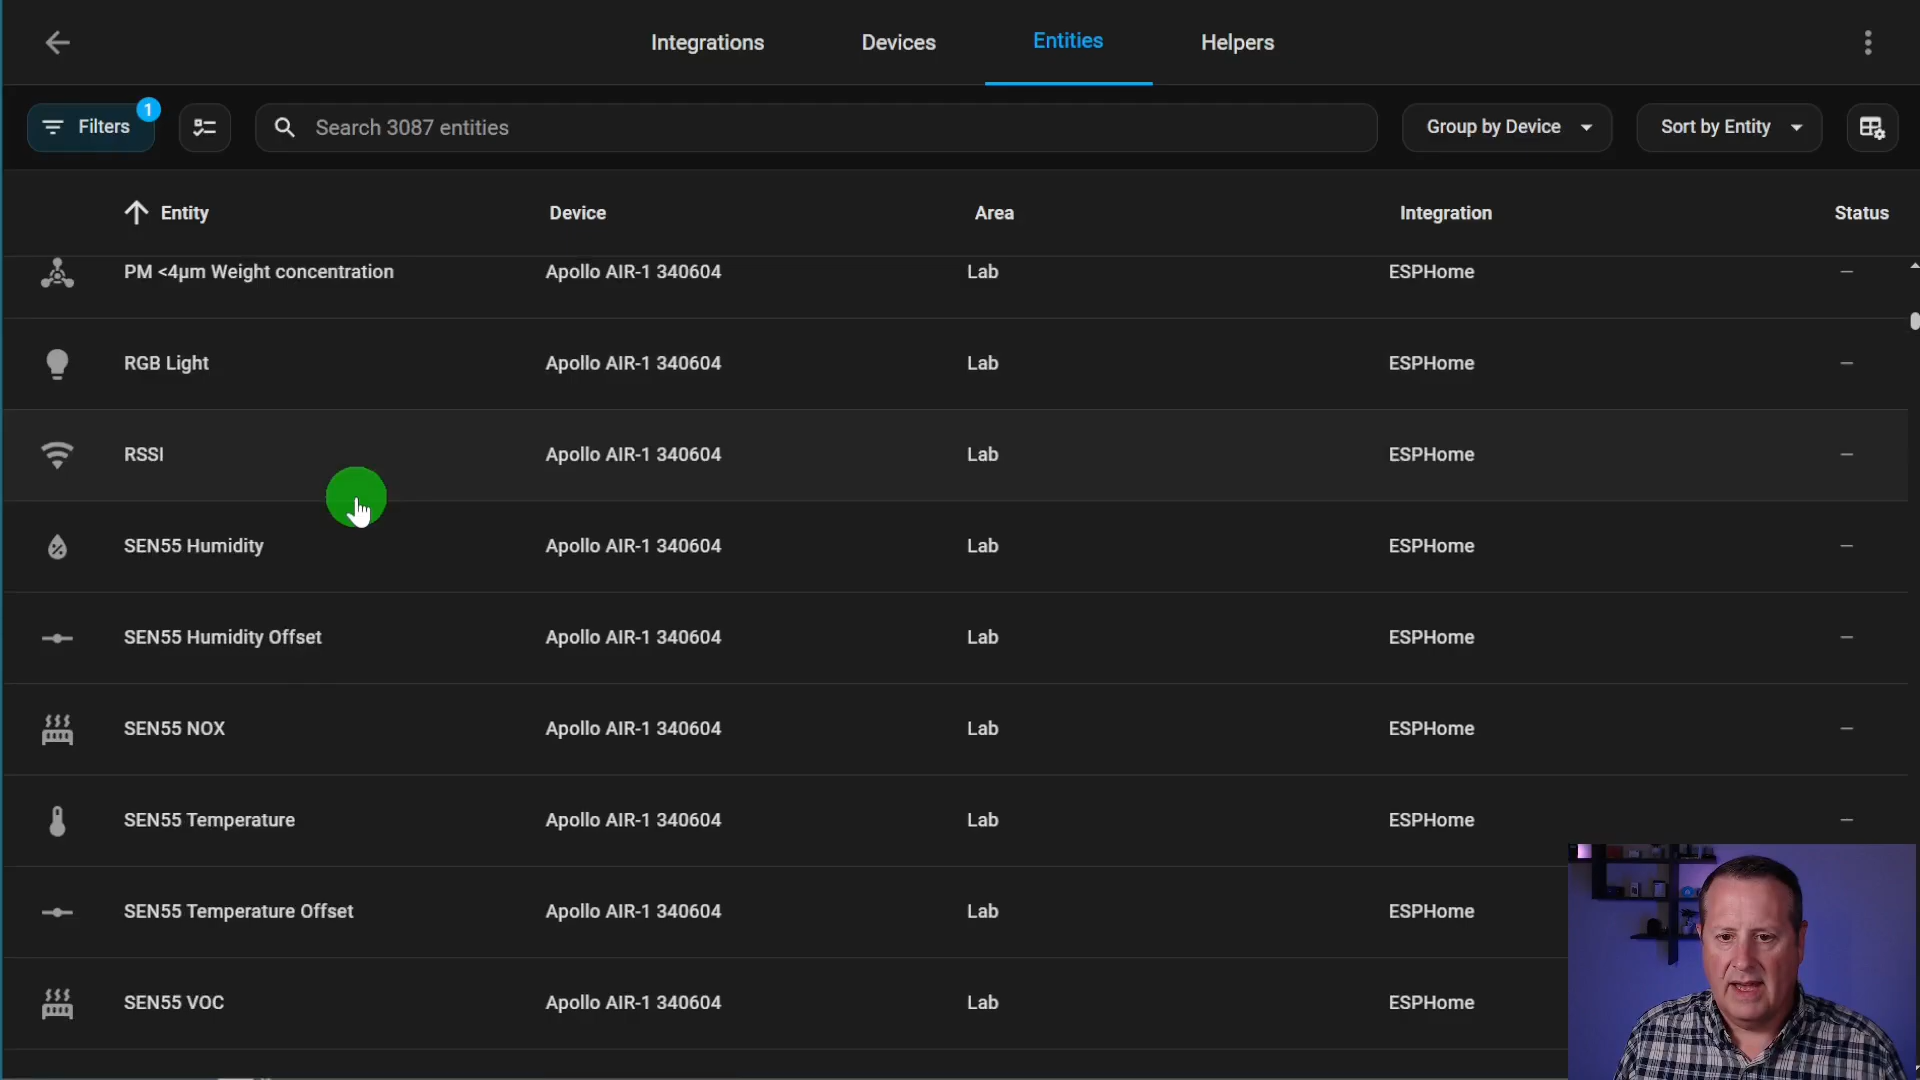 Integrations Devices Entities Helpers
Filters 1 Search 3087 entities Group by Device Sort by Entity
Entity Device Area Integration Status
PM <4μm Weight concentration Apollo AIR-1 340604 Lab ESPHome —
RGB Light Apollo AIR-1 340604 Lab ESPHome —
RSSI Apollo AIR-1 340604 Lab ESPHome —
SEN55 Humidity Apollo AIR-1 340604 Lab ESPHome —
SEN55 Humidity Offset Apollo AIR-1 340604 Lab ESPHome —
SEN55 NOX Apollo AIR-1 340604 Lab ESPHome —
SEN55 Temperature Apollo AIR-1 340604 Lab ESPHome —
SEN55 Temperature Offset Apollo AIR-1 340604 Lab ESPHome
SEN55 VOC Apollo AIR-1 340604 Lab ESPHome